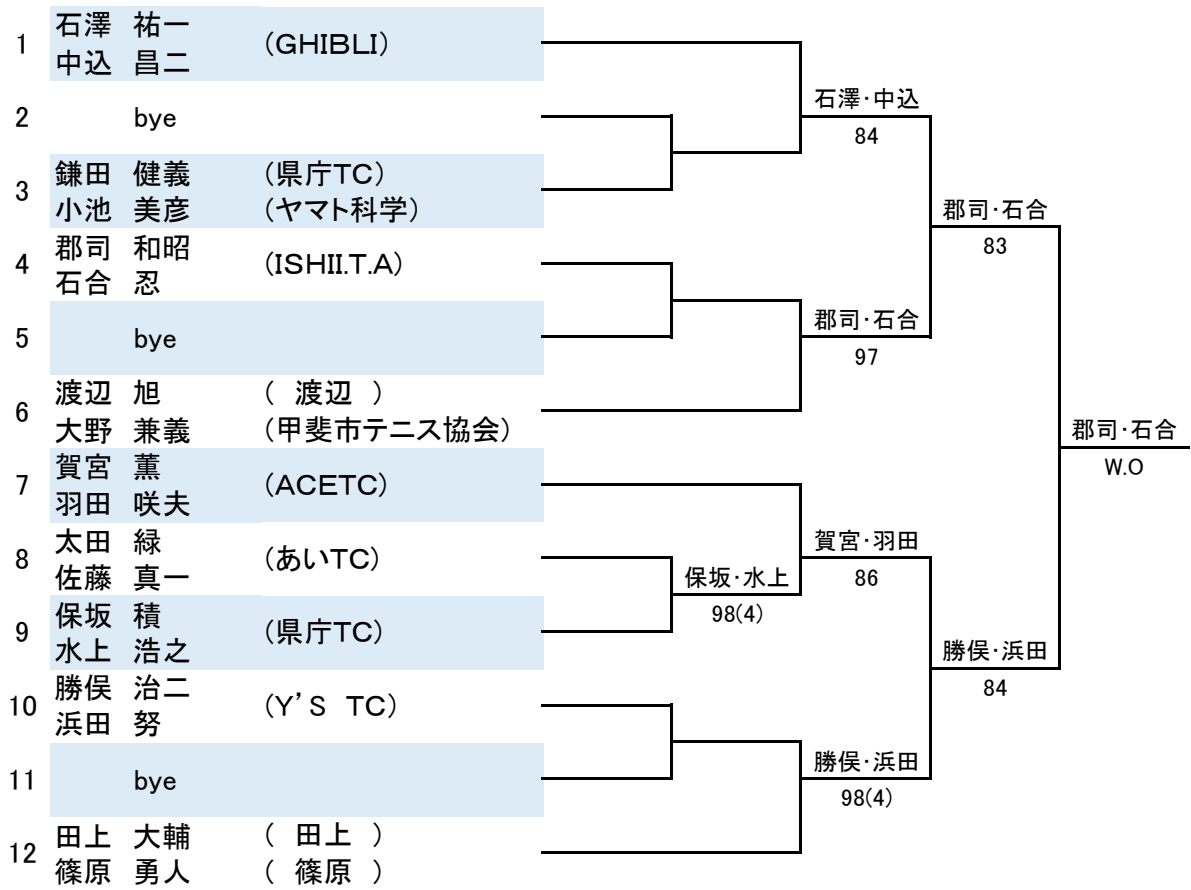 1 石澤 祐一 (GHIBLI)
中込 昌二
2 bye
3 鎌田 健義 (県庁TC)
小池 美彦 (ヤマト科学)
4 郡司 和昭 (ISHII.T.A)
石合 忍
5 bye
6 渡辺 旭 ( 渡辺 )
大野 兼義 (甲斐市テニス協会)
7 賀宮 薫 (ACETC)
羽田 咲夫
8 太田 緑 (あいTC)
佐藤 真一
9 保坂 積 (県庁TC)
水上 浩之
10 勝俣 治二 (Y'S TC)
浜田 努
11 bye
12 田上 大輔 ( 田上 )
篠原 勇人 ( 篠原 )
保坂・水上
98(4)
石澤・中込
84
郡司・石合
97
賀宮・羽田
86
勝俣・浜田
98(4)
郡司・石合
83
勝俣・浜田
84
郡司・石合
W.O